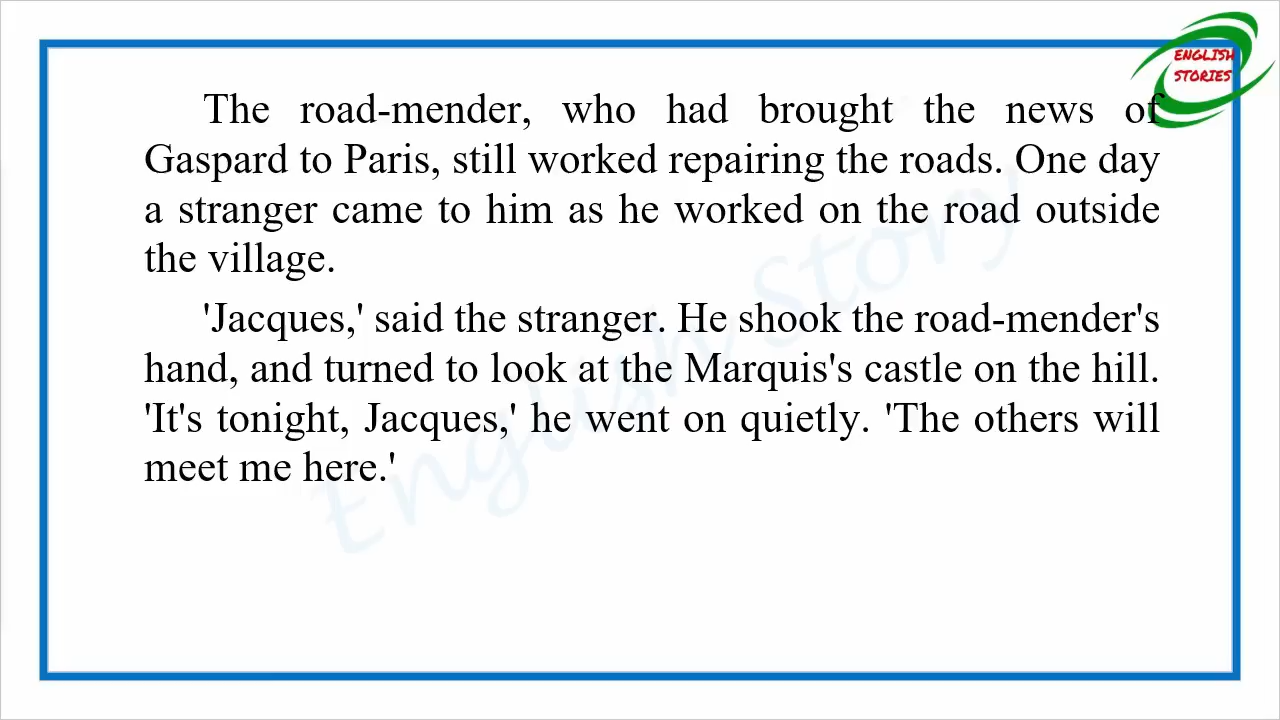 ENGLISH
STORIES
The road-mender, who had brought the news of
Gaspard to Paris, still worked repairing the roads. One day
a stranger came to him as he worked on the road outside
the village.
'Jacques,' said the stranger. He shook the road-mender's
hand, and turned to look at the Marquis's castle on the hill.
'It's tonight, Jacques,' he went on quietly. 'The others will
meet me here.'
English Story